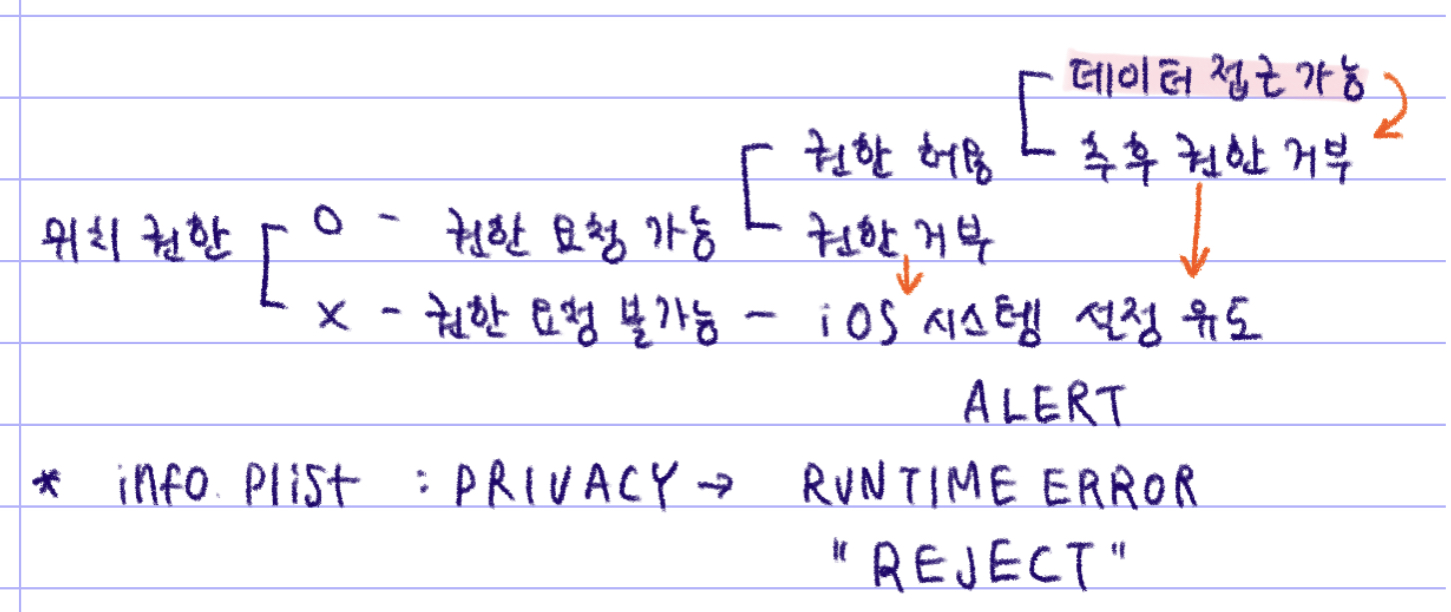 데이터 접근 가능
권한 허용
추후 권한 거부
위치 권한
O - 권한 요청 가능
권한 거부
X - 권한 요청 불가능 - iOS 시스템 설정 유도
ALERT
* info. Plist : PRIVACY → RUNTIME ERROR
"REJECT"